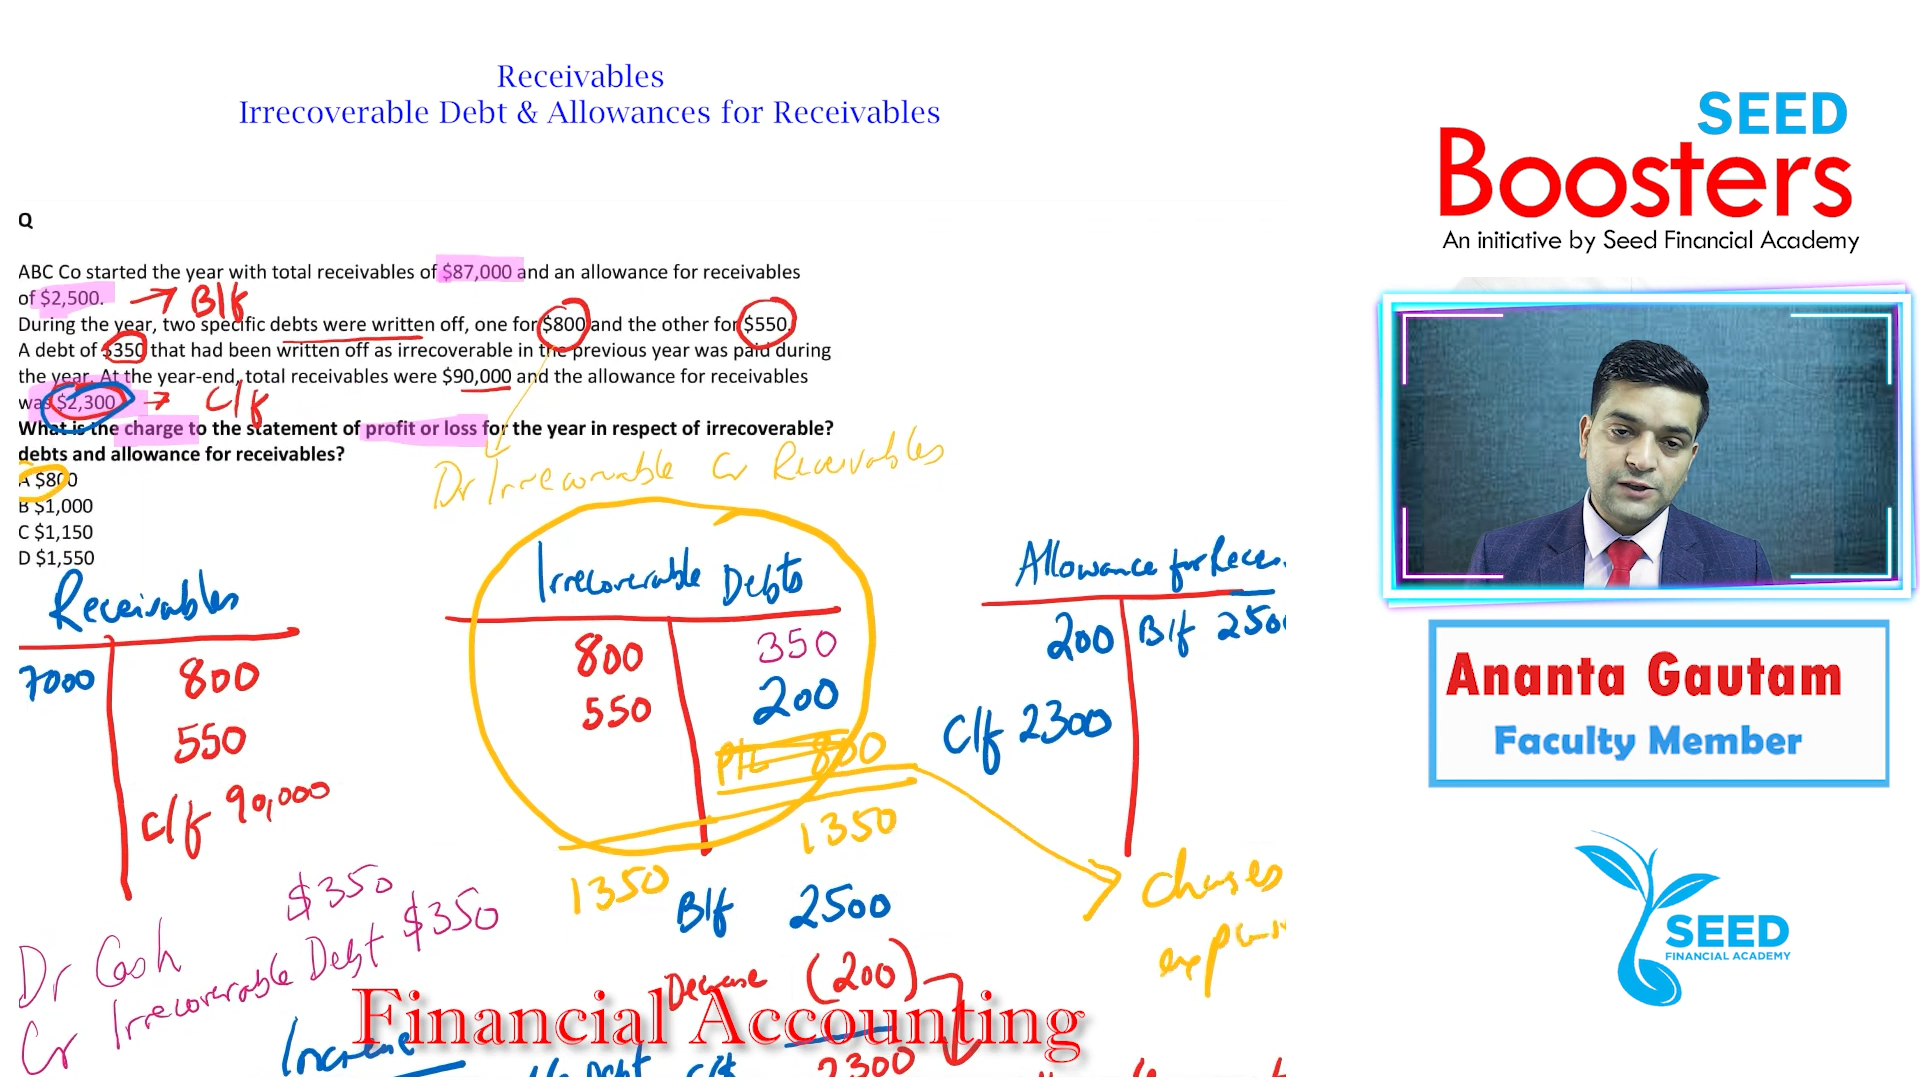 Receivables
Irrecoverable Debt & Allowances for Receivables
Q
ABC Co started the year with total receivables of $87,000 and an allowance for receivables
of $2,500. → B/f
During the year, two specific debts were written off, one for $800 and the other for $550.
A debt of $350 that had been written off as irrecoverable in the previous year was paid during
the year. At the year-end, total receivables were $90,000 and the allowance for receivables
was $2,300 → C/f
What is the charge to the statement of profit or loss for the year in respect of irrecoverable?
debts and allowance for receivables?
A $800
B $1,000
C $1,150
D $1,550
Dr Irrecoverable Cr Receivables
Receivables
7000
800
550
c/f 90,000
Irrecoverable Debts
800
550
350
200
P/L 800
1350
1350
Allowance for Recei
200
B/f 250
C/f 2300
B/f 2500
Decrease (200)
2300
Increase
Debt c/f
$350
Dr Cash
Cr Irrecoverable Debt $350
Financial Accounting
SEED
Boosters
An initiative by Seed Financial Academy
Ananta Gautam
Faculty Member
SEED
FINANCIAL ACADEMY